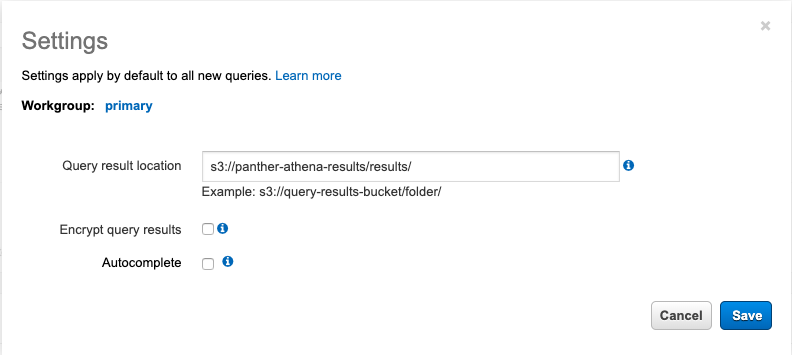 Settings
Settings apply by default to all new queries. Learn more
Workgroup: primary
Query result location s3://panther-athena-results/results/
Example: s3://query-results-bucket/folder/
Encrypt query results
Autocomplete
Cancel Save